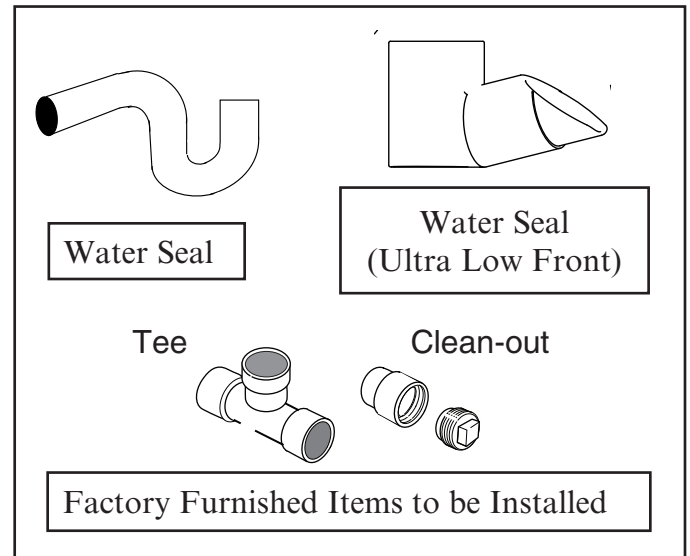 Water Seal
Water Seal
(Ultra Low Front)
Tee
Clean-out
Factory Furnished Items to be Installed